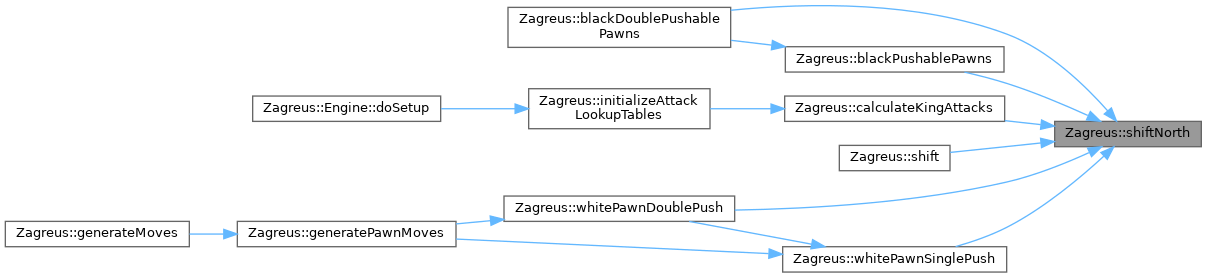 Zagreus::blackDoublePushable
Pawns
Zagreus::blackPushablePawns
Zagreus::Engine::doSetup
Zagreus::initializeAttack
LookupTables
Zagreus::calculateKingAttacks
Zagreus::shiftNorth
Zagreus::shift
Zagreus::whitePawnDoublePush
Zagreus::generateMoves
Zagreus::generatePawnMoves
Zagreus::whitePawnSinglePush